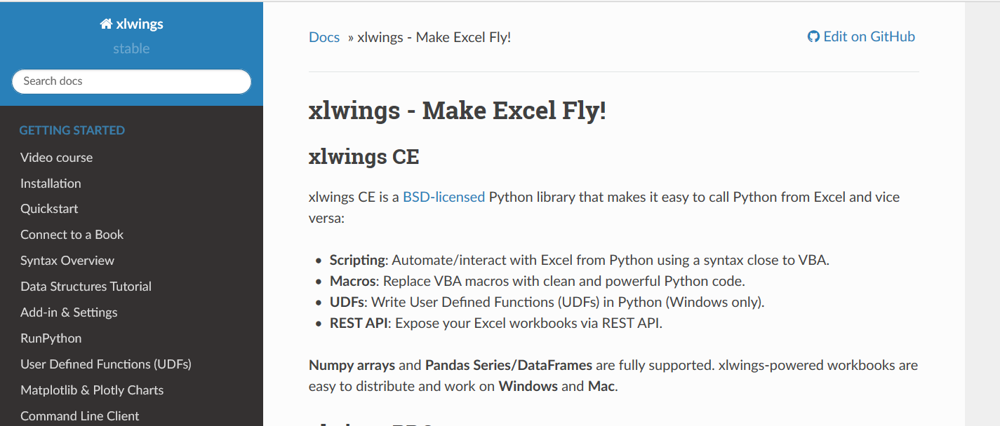 xlwings
stable
Search docs
GETTING STARTED
Video course
Installation
Quickstart
Connect to a Book
Syntax Overview
Data Structures Tutorial
Add-in & Settings
RunPython
User Defined Functions (UDFs)
Matplotlib & Plotly Charts
Command Line Client
Docs » xlwings - Make Excel Fly!
Edit on GitHub
xlwings - Make Excel Fly!
xlwings CE
xlwings CE is a BSD-licensed Python library that makes it easy to call Python from Excel and vice
versa:
• Scripting: Automate/interact with Excel from Python using a syntax close to VBA.
• Macros: Replace VBA macros with clean and powerful Python code.
• UDFs: Write User Defined Functions (UDFs) in Python (Windows only).
• REST API: Expose your Excel workbooks via REST API.
Numpy arrays and Pandas Series/DataFrames are fully supported. xlwings-powered workbooks are
easy to distribute and work on Windows and Mac.